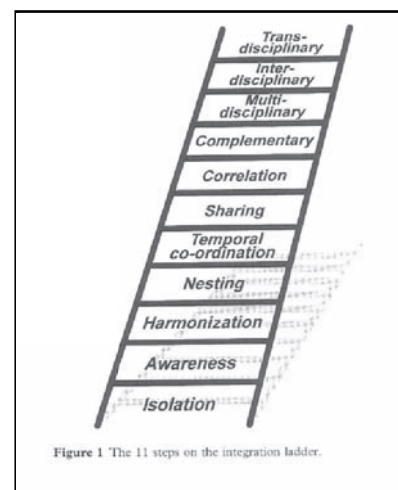 Trans-
disciplinary
Inter-
disciplinary
Multi-
disciplinary
Complementary
Correlation
Sharing
Temporal
co-ordination
Nesting
Harmonization
Awareness
Isolation
Figure 1 The 11 steps on the integration ladder.